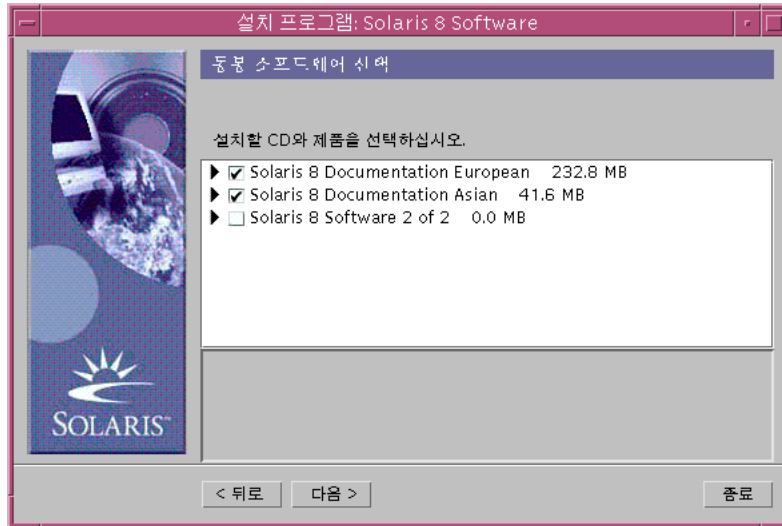 설치 프로그램: Solaris 8 Software
동봉 소프트웨어 선택
설치할 CD와 제품을 선택하십시오.
Solaris 8 Documentation European 232.8 MB
Solaris 8 Documentation Asian 41.6 MB
Solaris 8 Software 2 of 2 0.0 MB
SOLARIS™
< 뒤로 다음 > 종료